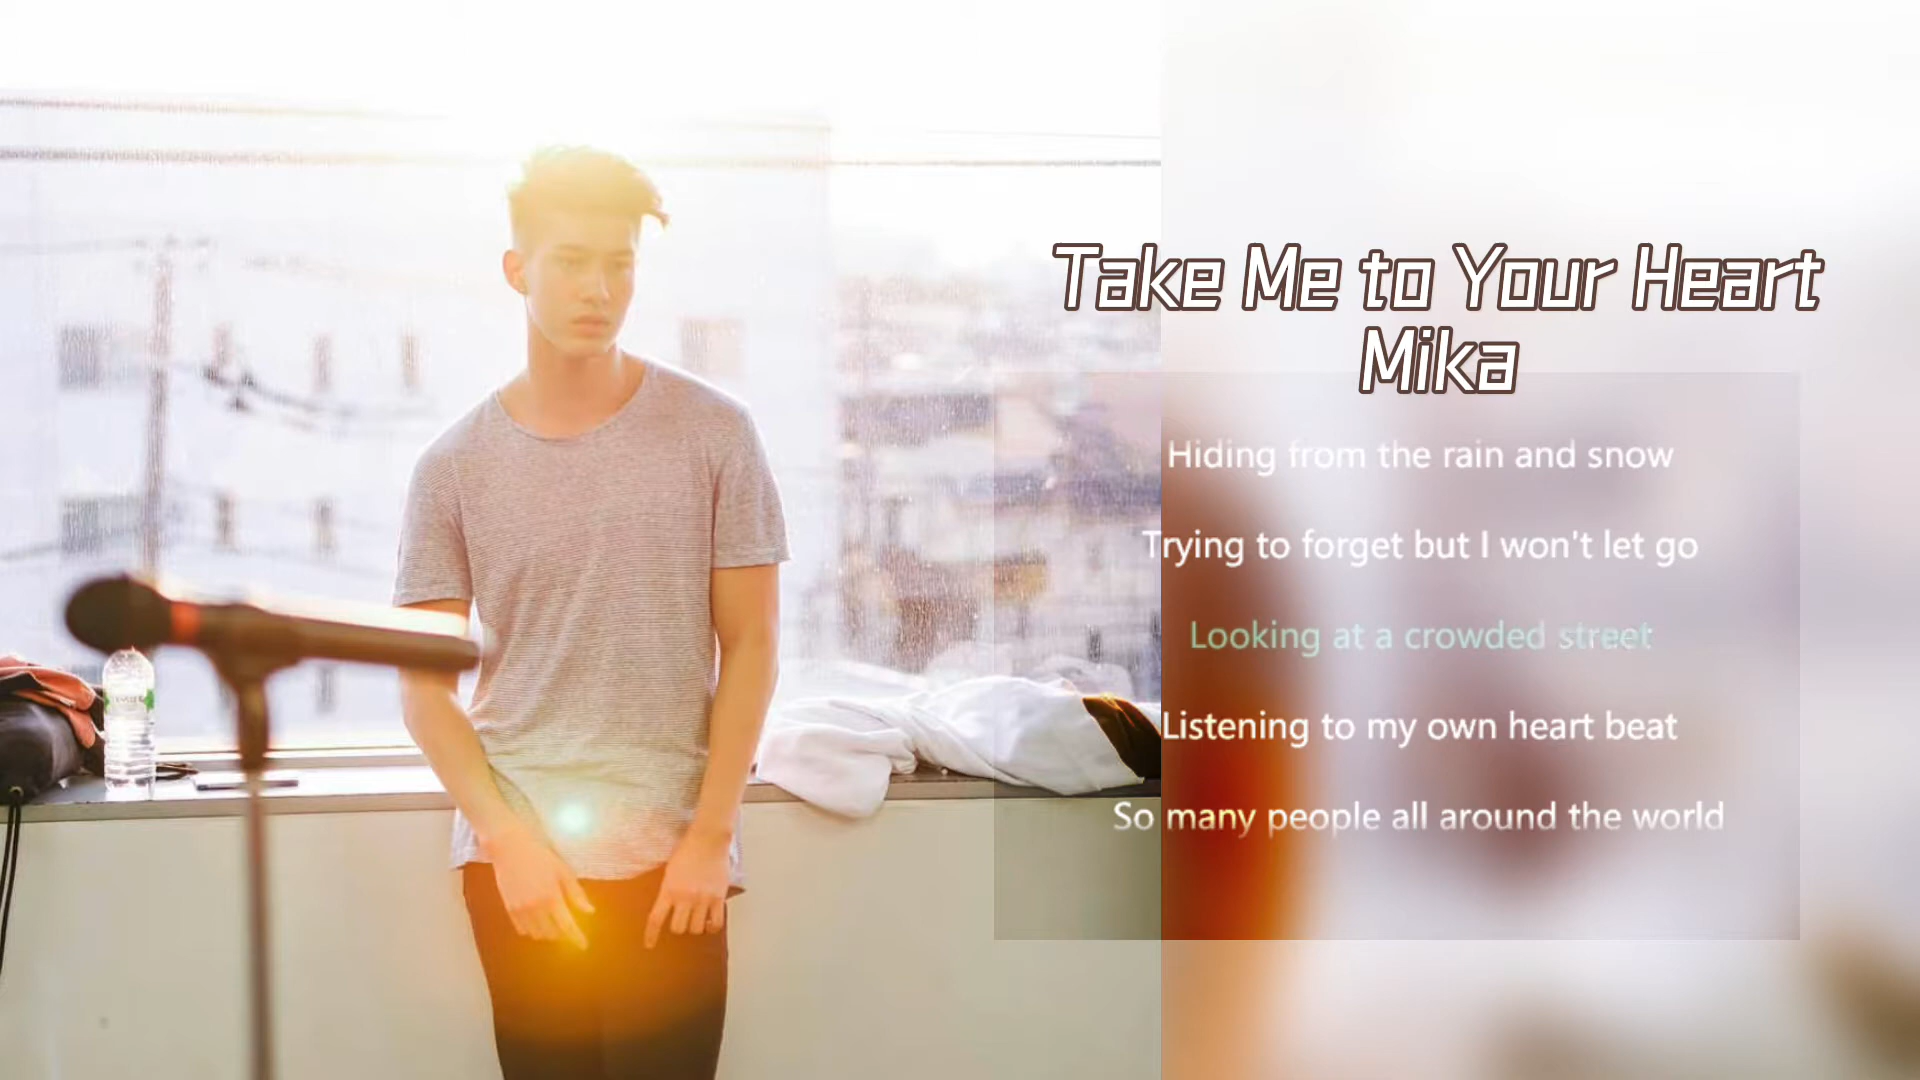 Take Me to Your Heart
Mika
Hiding from the rain and snow
Trying to forget but I won't let go
Looking at a crowded street
Listening to my own heart beat
So many people all around the world